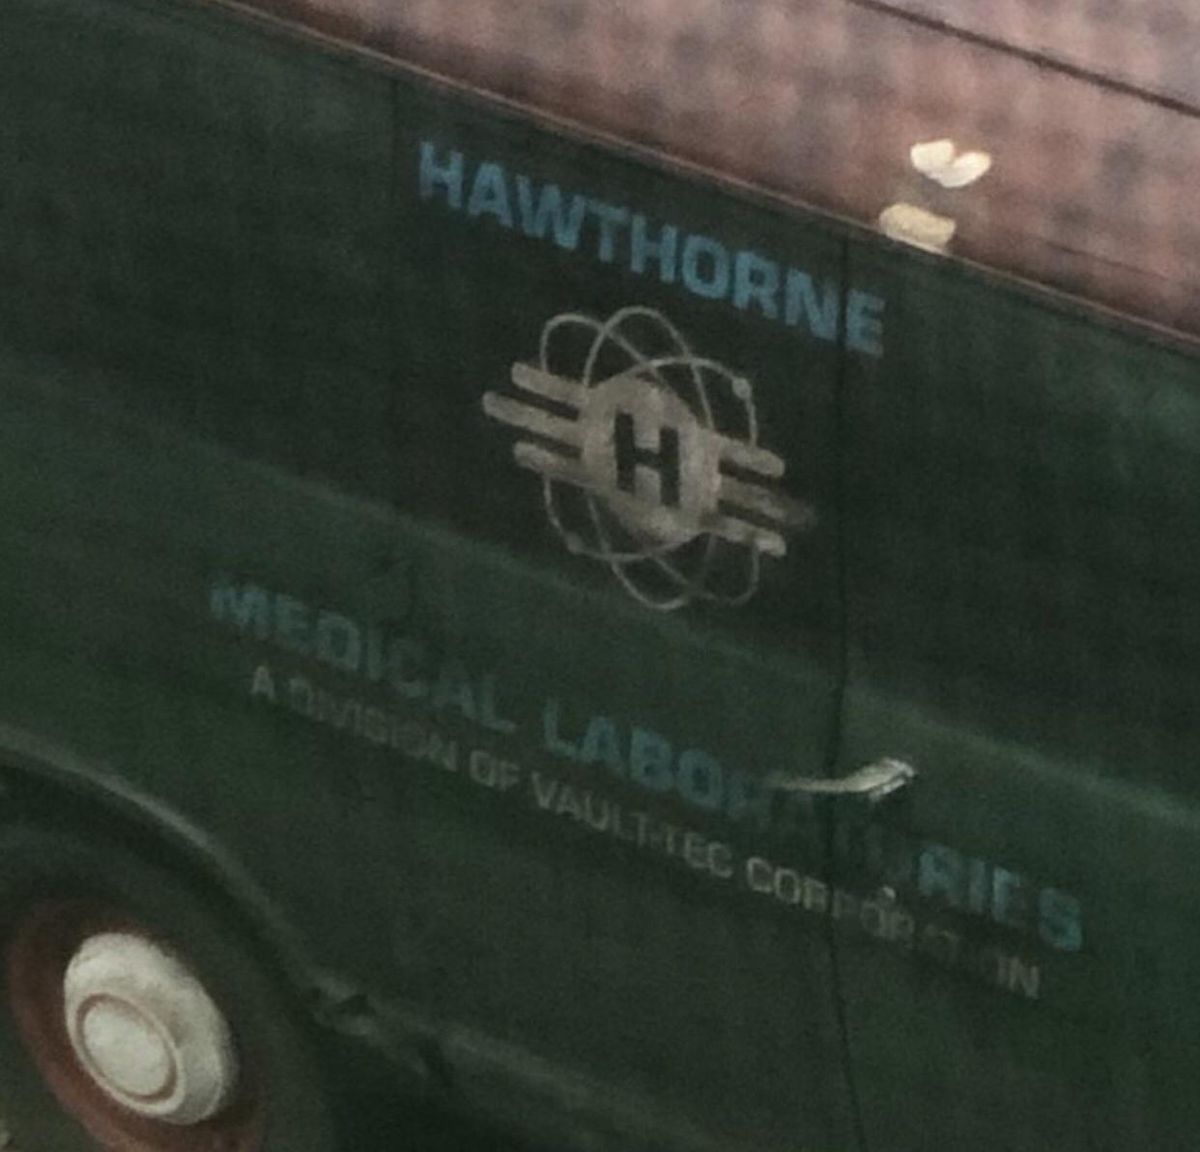 HAWTHORNE
H
MEDICAL LABORATORIES
A DIVISION OF VAULT-TEC CORPORATION